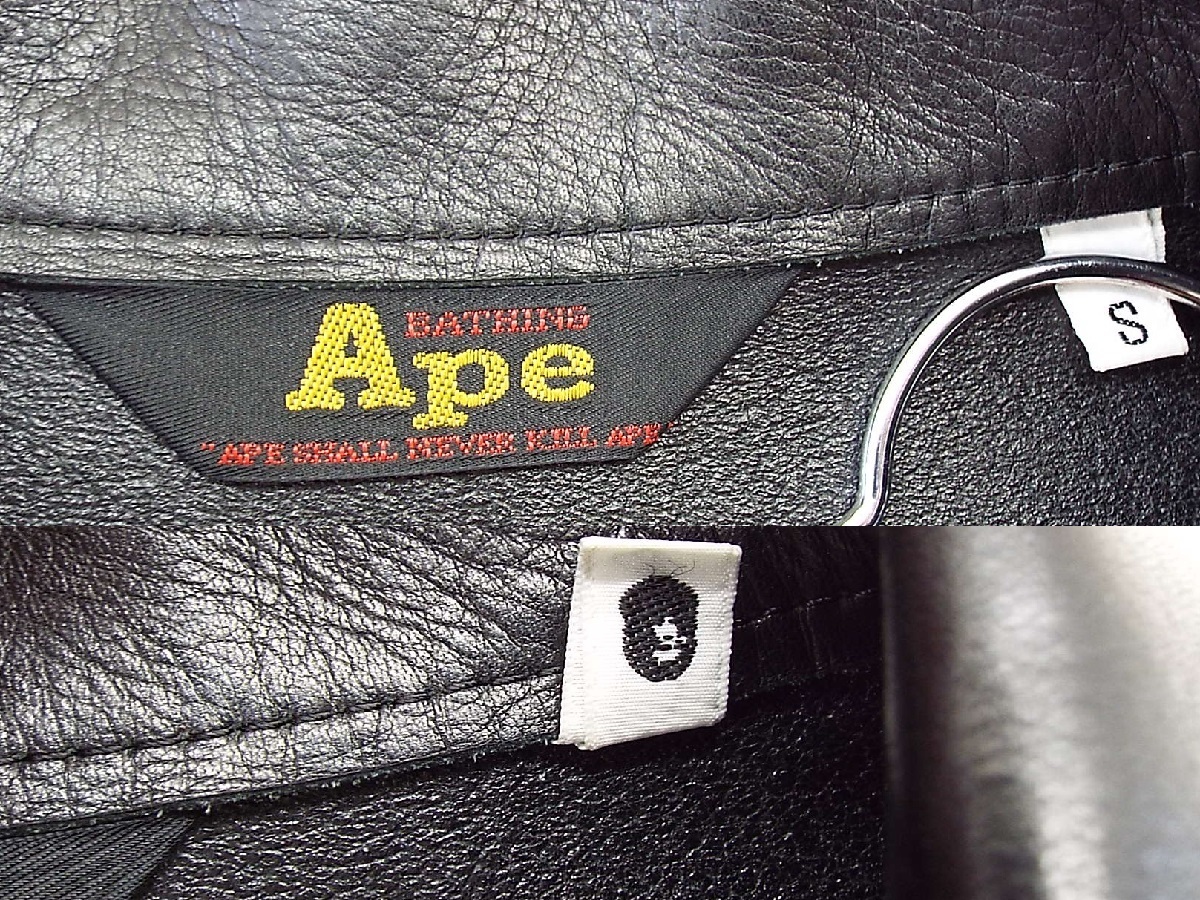 BATHING
Ape
"APE SHALL NEVER KILL APE"
S